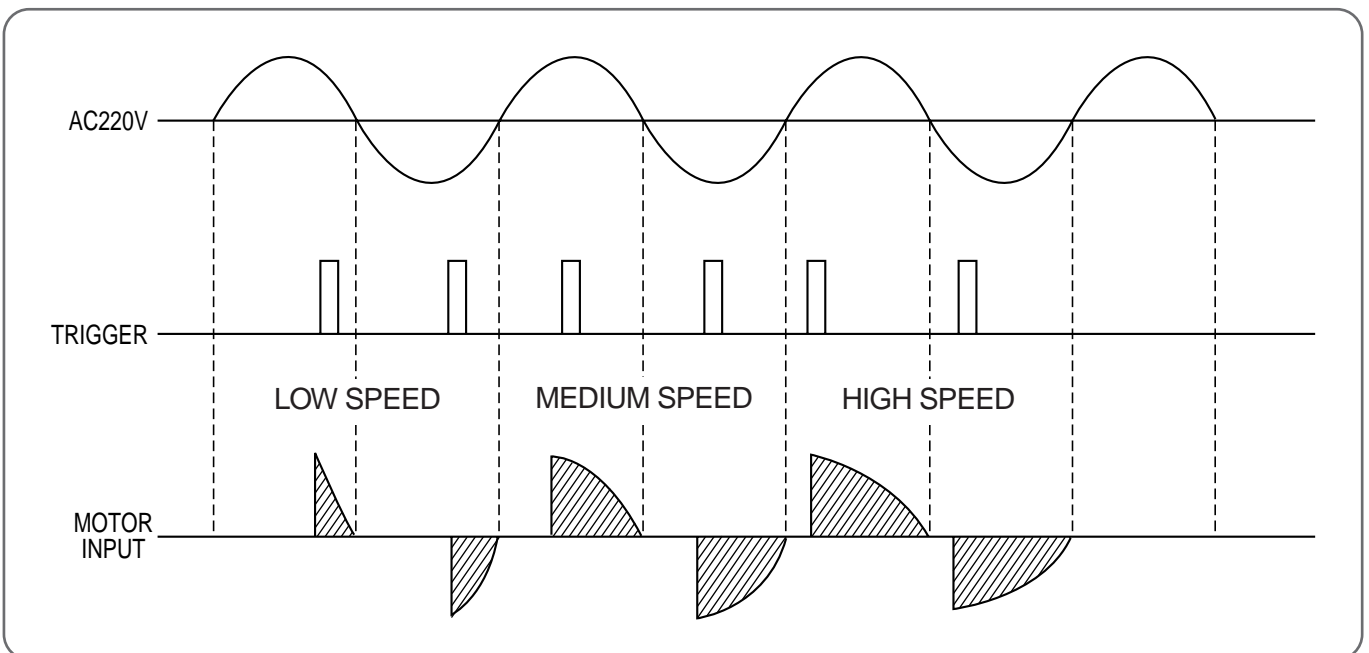 AC220V
TRIGGER
LOW SPEED
MEDIUM SPEED
HIGH SPEED
MOTOR
INPUT